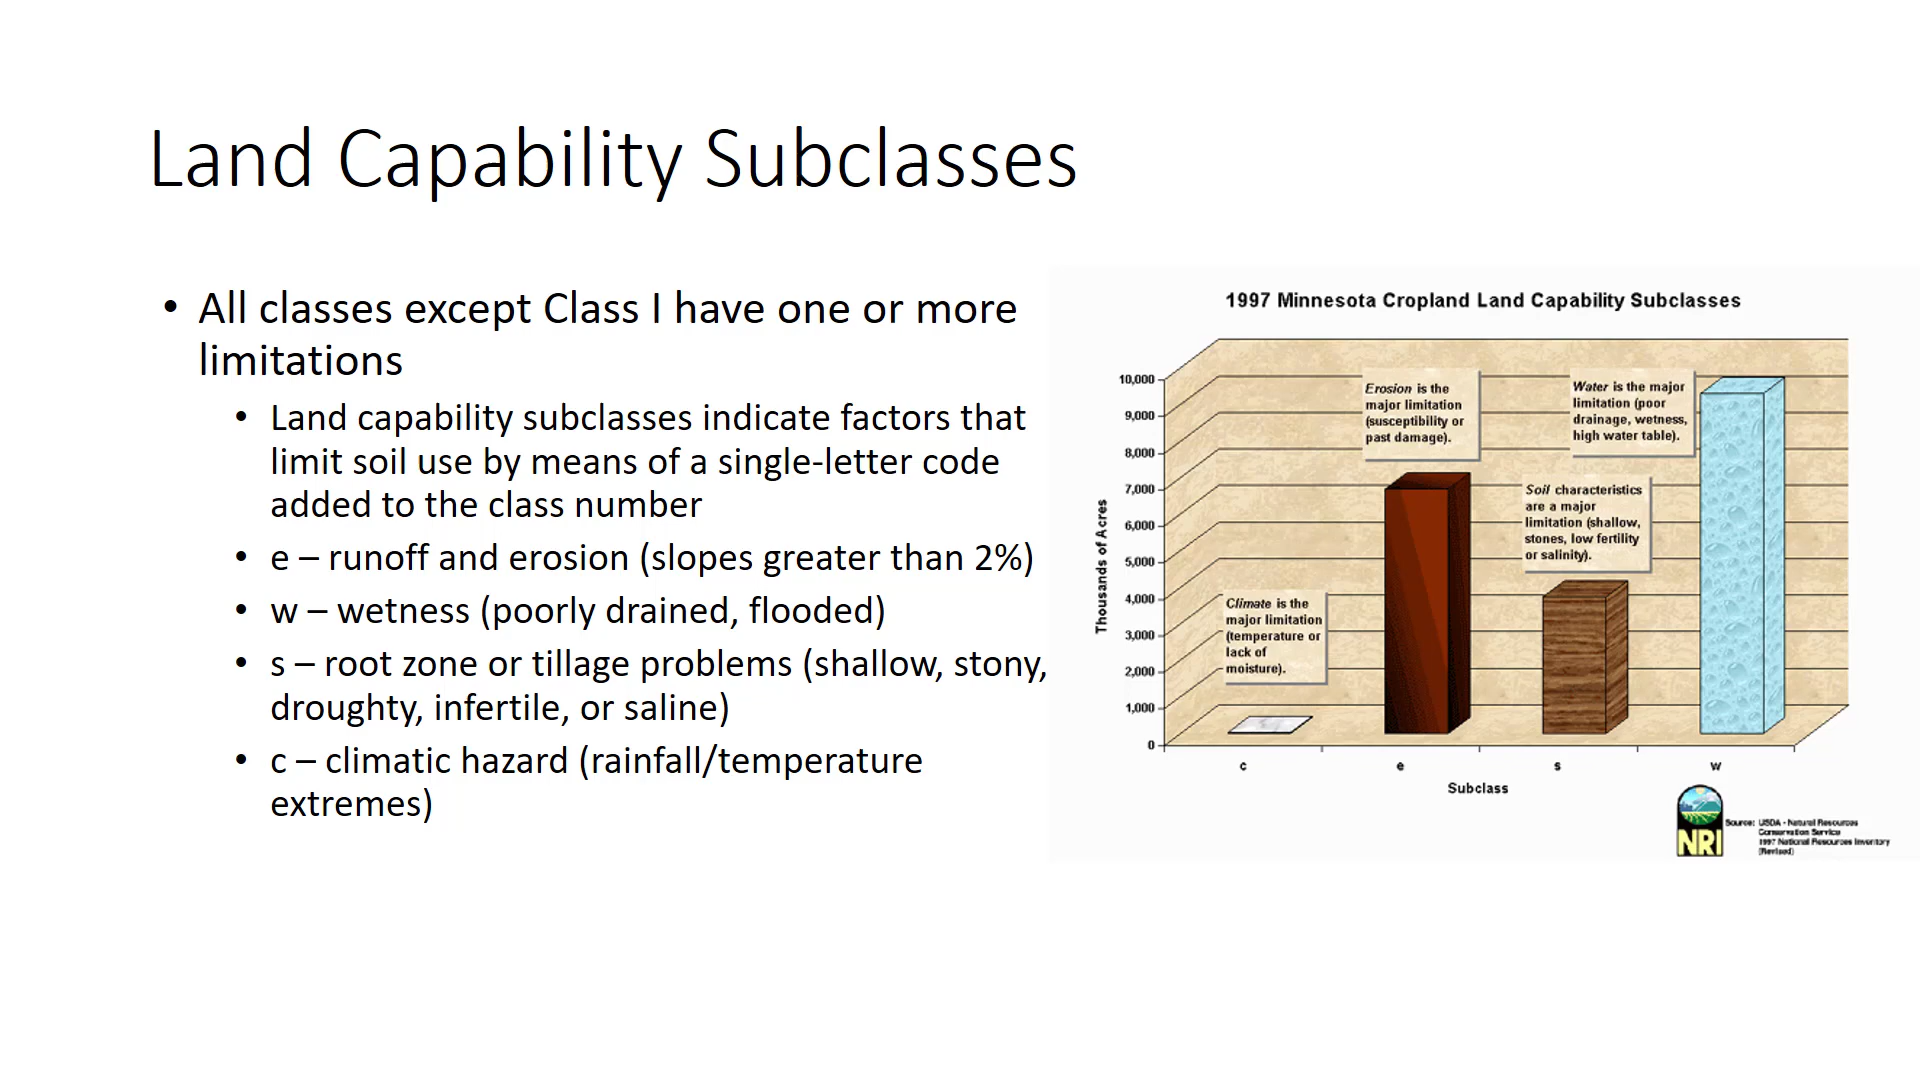 Land Capability Subclasses
• All classes except Class I have one or more
limitations
• Land capability subclasses indicate factors that
limit soil use by means of a single-letter code
added to the class number
• e – runoff and erosion (slopes greater than 2%)
• w – wetness (poorly drained, flooded)
• s – root zone or tillage problems (shallow, stony,
droughty, infertile, or saline)
• c – climatic hazard (rainfall/temperature
extremes)
1997 Minnesota Cropland Land Capability Subclasses
Thousands of Acres
10,000
9,000
8,000
7,000
6,000
5,000
4,000
3,000
2,000
1,000
0
Climate is the
major limitation
(temperature or
lack of
moisture).
Erosion is the
major limitation
(susceptibility or
past damage).
Soil characteristics
are a major
limitation (shallow,
stones, low fertility
or salinity).
Water is the major
limitation (poor
drainage, wetness,
high water table).
c e s w
Subclass
NRI
Source: USDA - Natural Resources
Conservation Service
1997 National Resources Inventory
(Revised)